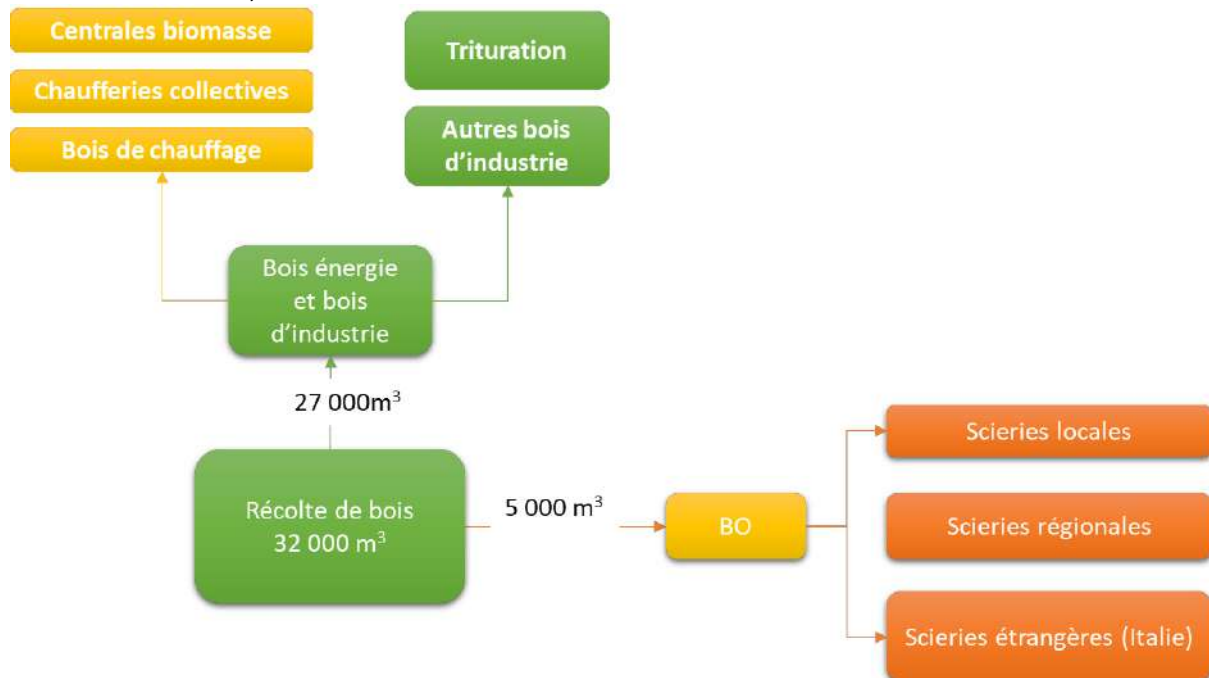 Centrales biomasse
Chaufferies collectives
Bois de chauffage
Trituration
Autres bois
d'industrie
Bois énergie
et bois
d'industrie
27 000m³
Récolte de bois
32 000 m³
5 000 m³
BO
Scieries locales
Scieries régionales
Scieries étrangères (Italie)